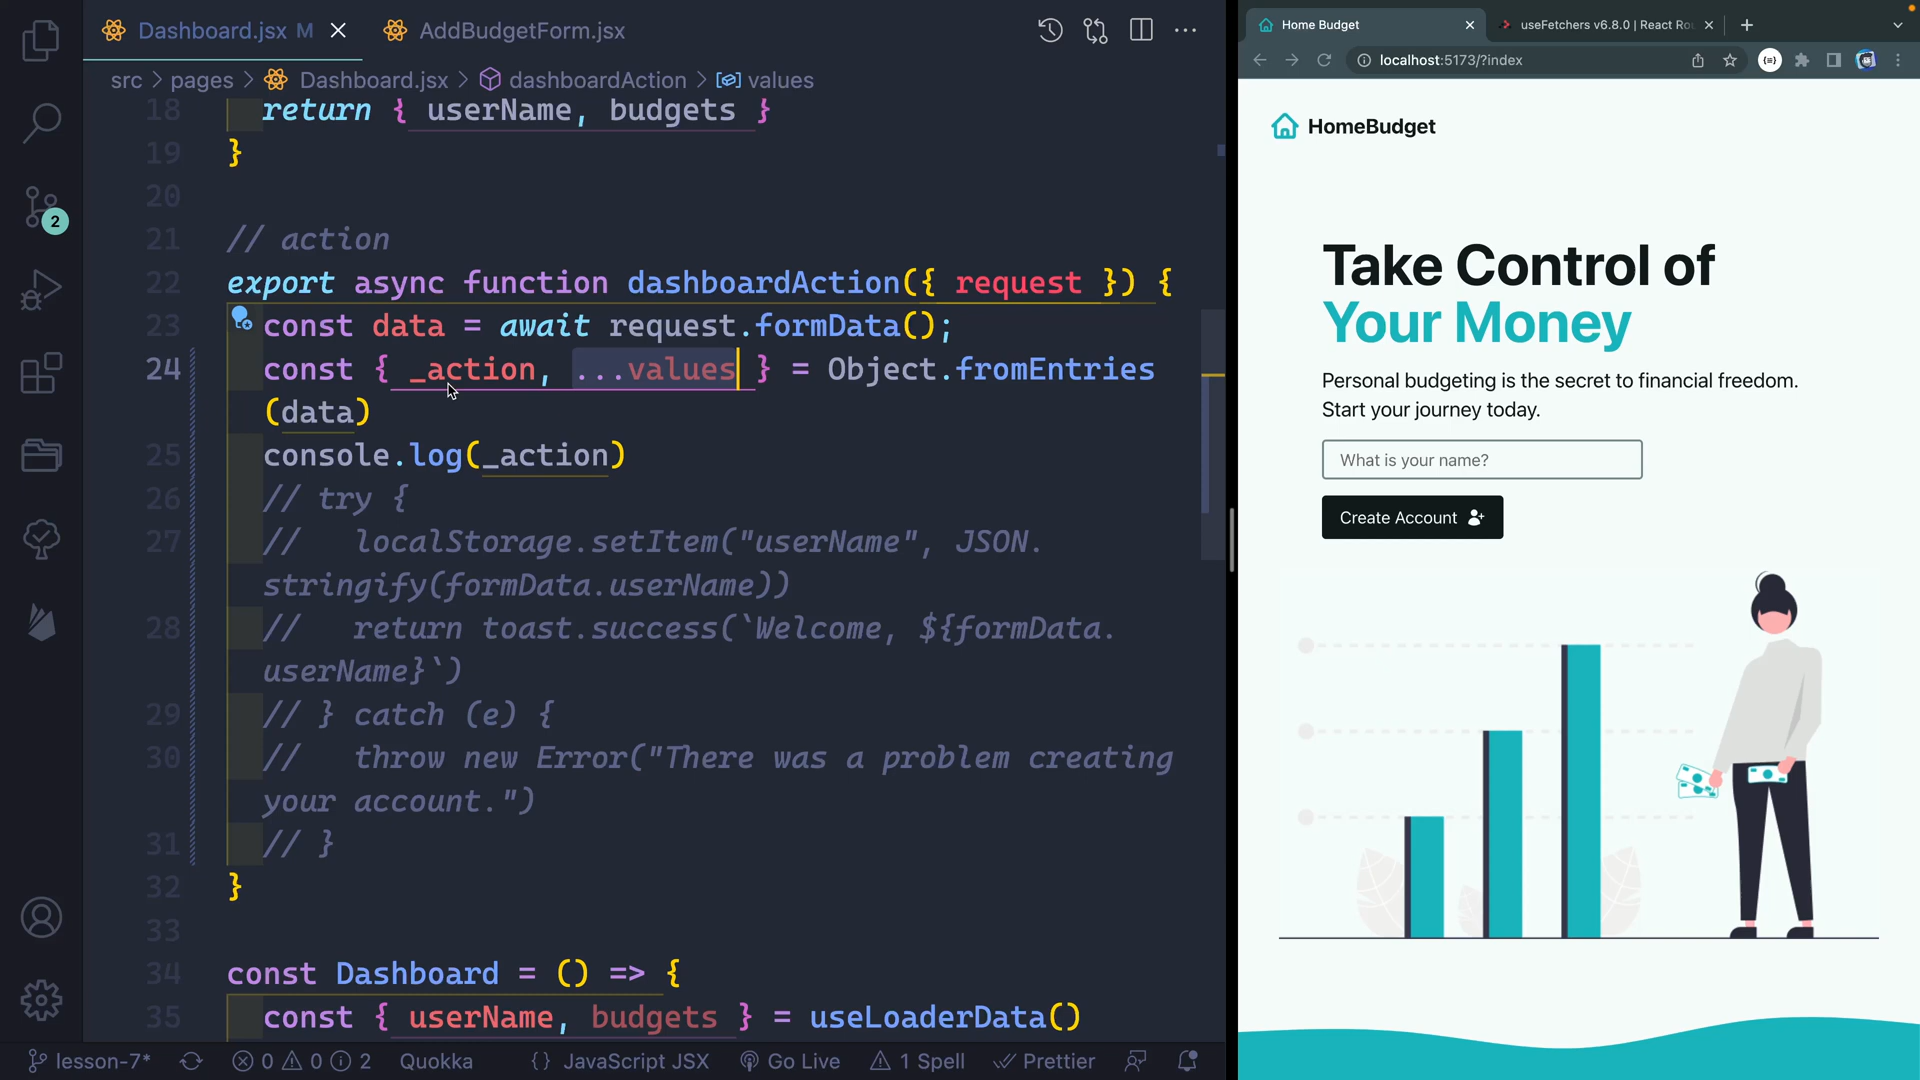 Dashboard.jsx M
AddBudgetForm.jsx
src > pages > Dashboard.jsx > dashboardAction > values
18 return { userName, budgets }
19 }
20
21 // action
22 export async function dashboardAction({ request }) {
23 const data = await request.formData();
24 const { _action, ...values } = Object.fromEntries
(data)
25 console.log(_action)
26 // try {
27 // localStorage.setItem("userName", JSON.
stringify(formData.userName))
28 // return toast.success(`Welcome, ${formData.
userName}`)
29 // } catch (e) {
30 // throw new Error("There was a problem creating
your account.")
31 // }
32 }
33
34 const Dashboard = () => {
35 const { userName, budgets } = useLoaderData()
2
lesson-7* 0 0 2 Quokka {} JavaScript JSX Go Live 1 Spell Prettier
Home Budget
useFetchers v6.8.0 | React Ro
localhost:5173/?index
HomeBudget
Take Control of
Your Money
Personal budgeting is the secret to financial freedom.
Start your journey today.
What is your name?
Create Account